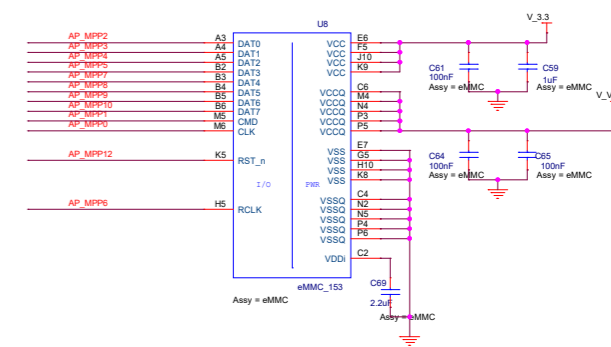 U8
V_3.3
AP_MPP2 A3 DAT0 VCC E6
AP_MPP3 A4 DAT1 VCC F5
AP_MPP4 A5 DAT2 VCC J10
AP_MPP5 B2 DAT3 VCC K9
AP_MPP7 B3 DAT4
AP_MPP8 B4 DAT5 VCCQ C6
AP_MPP9 B5 DAT6 VCCQ M4
AP_MPP10 B6 DAT7 VCCQ N4
AP_MPP1 M5 CMD VCCQ P3
AP_MPP0 M6 CLK VCCQ P5
C61
100nF
Assy = eMMC
C59
1uF
Assy = eMMC
V_V
AP_MPP12 K5 RST_n
VSS E7
VSS G5
VSS H10
VSS K8
C64
100nF
Assy = eMMC
C65
100nF
Assy = eMMC
I/O PWR
AP_MPP6 H5 RCLK
VSSQ C4
VSSQ N2
VSSQ N5
VSSQ P4
VSSQ P6
VDDi C2
eMMC_153
Assy = eMMC
C69
2.2uF
Assy = eMMC